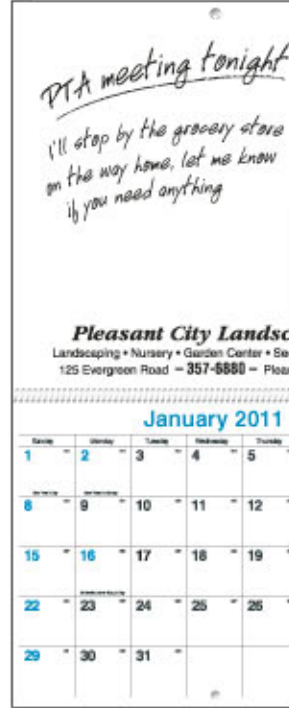 PTA meeting tonight
I'll stop by the grocery store
on the way home, let me know
if you need anything
Pleasant City Landsc
Landscaping • Nursery • Garden Center • Se
125 Evergreen Road – 357-6880 – Plea
January 2011
Sunday Monday Tuesday Wednesday Thursday
1 2 3 4 5
8 9 10 11 12
15 16 17 18 19
22 23 24 25 26
29 30 31